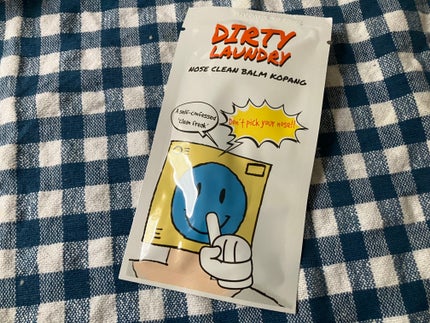 DIRTY
LAUNDRY
NOSE CLEAN BALM KOPANG
A self-confessed
'clean freak'
Don't pick your nose!!